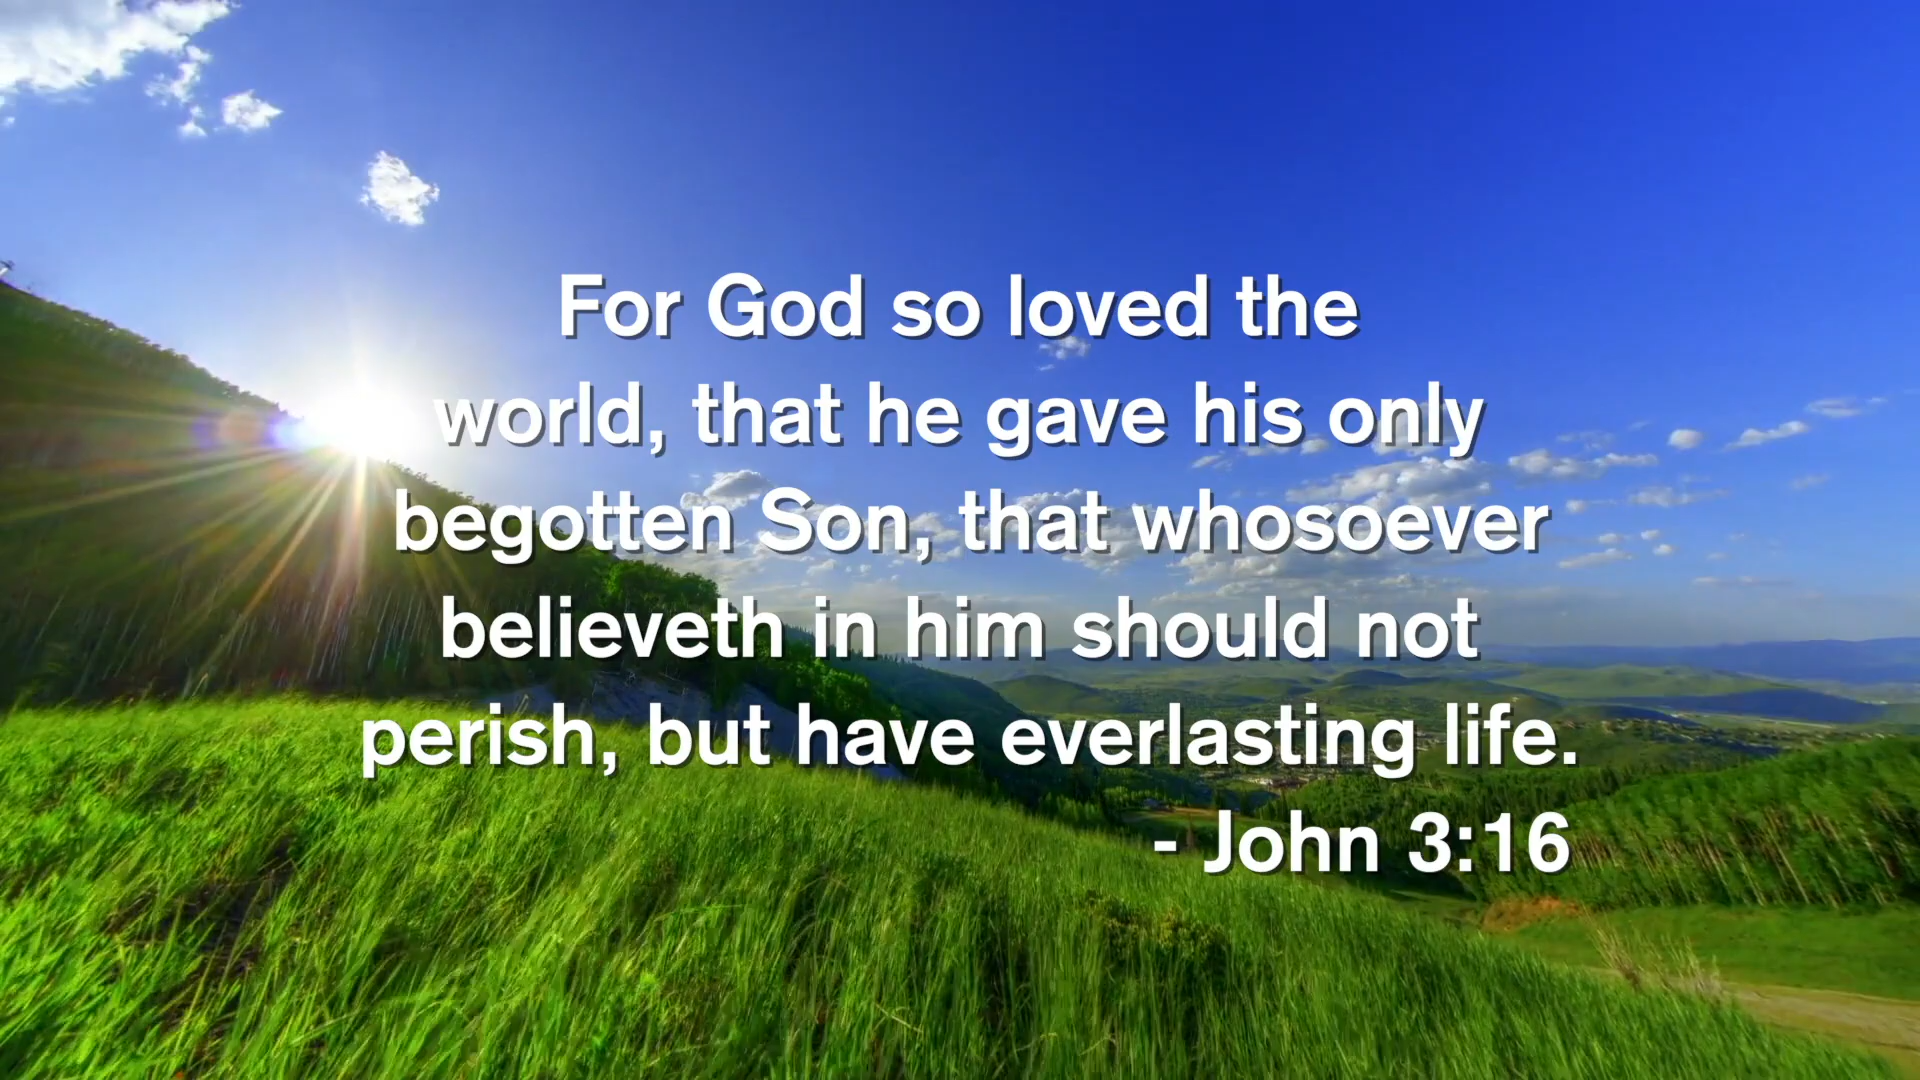 For God so loved the
world, that he gave his only
begotten Son, that whosoever
believeth in him should not
perish, but have everlasting life.
- John 3:16